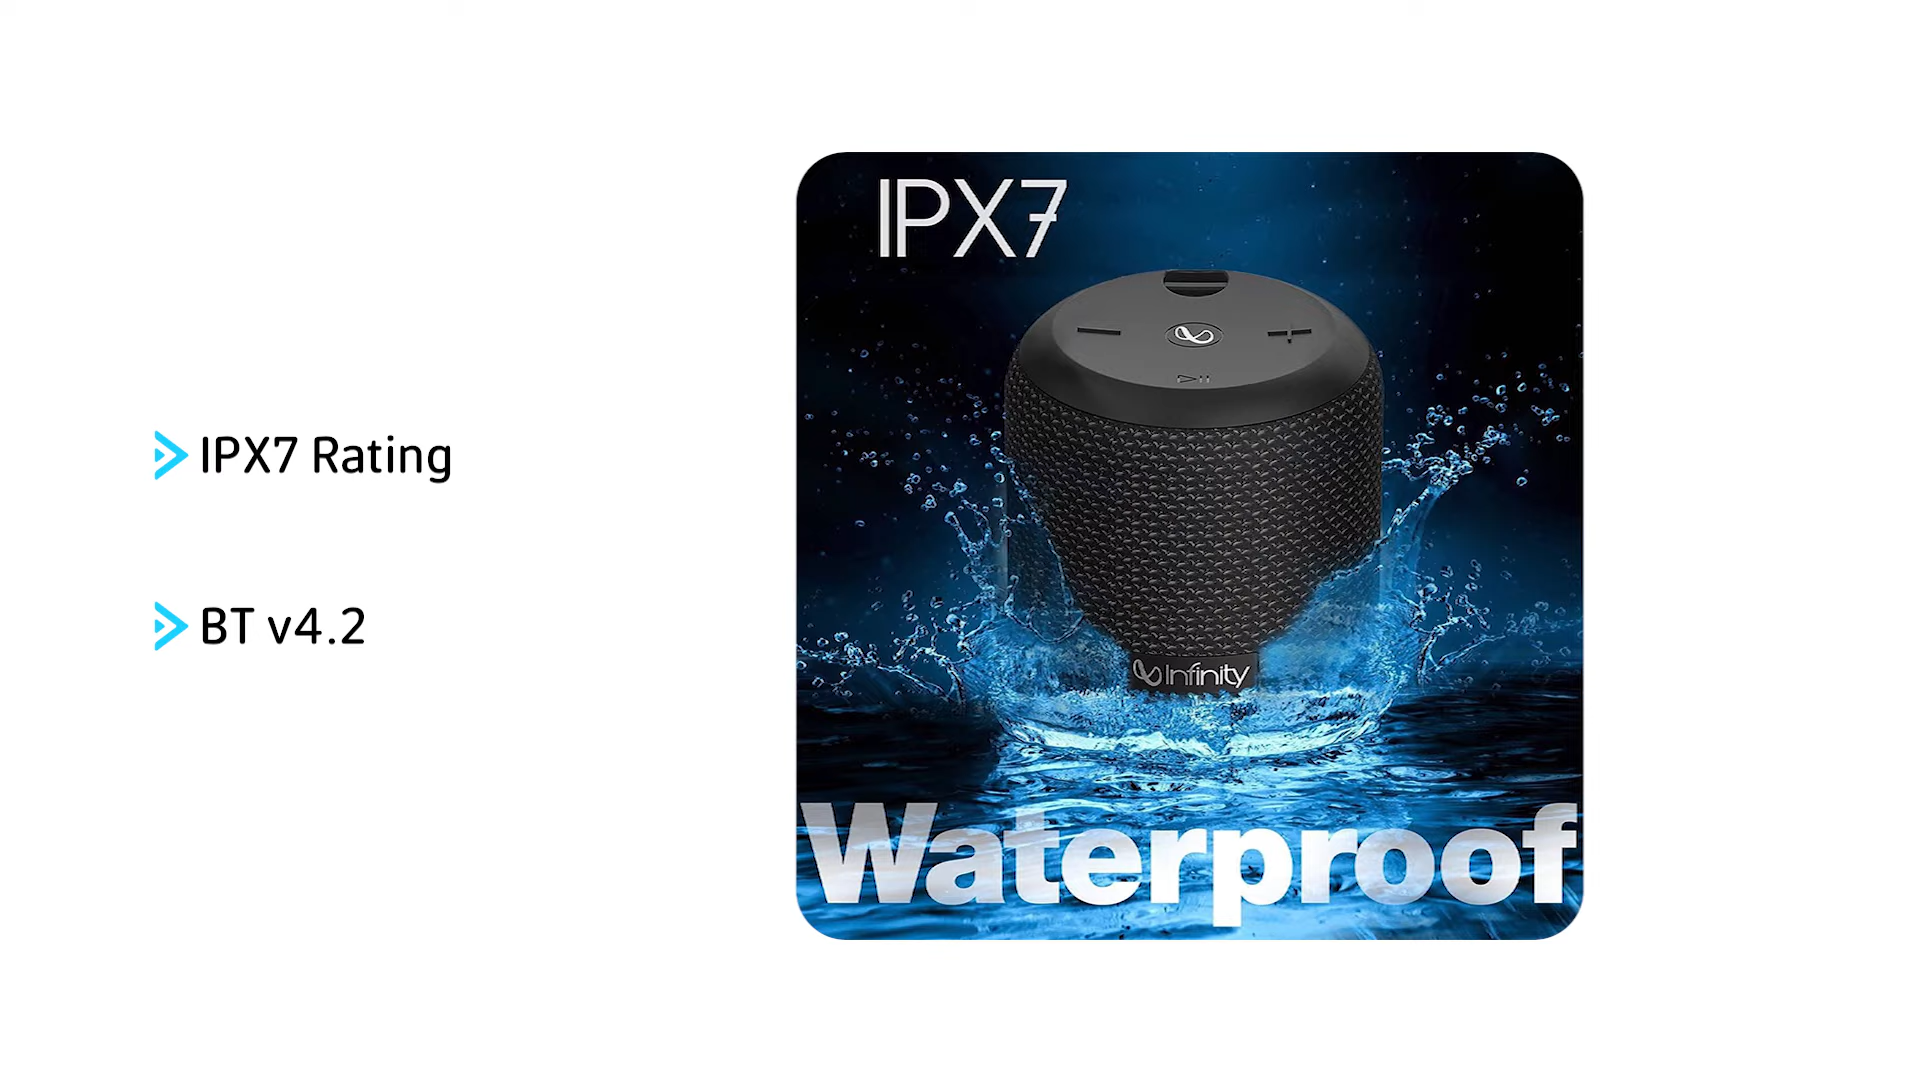 IPX7 Rating
BT v4.2
IPX7
Infinity
Waterproof